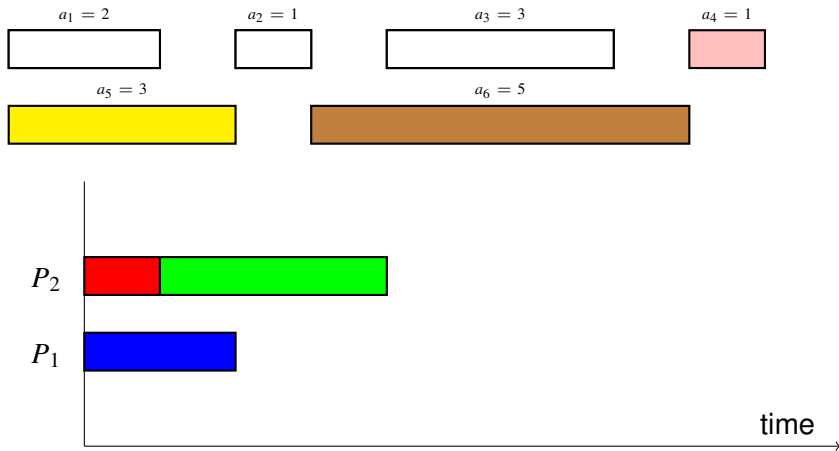 a₁ = 2 a₂ = 1 a₃ = 3 a₄ = 1
a₅ = 3 a₆ = 5
P₂
P₁
time